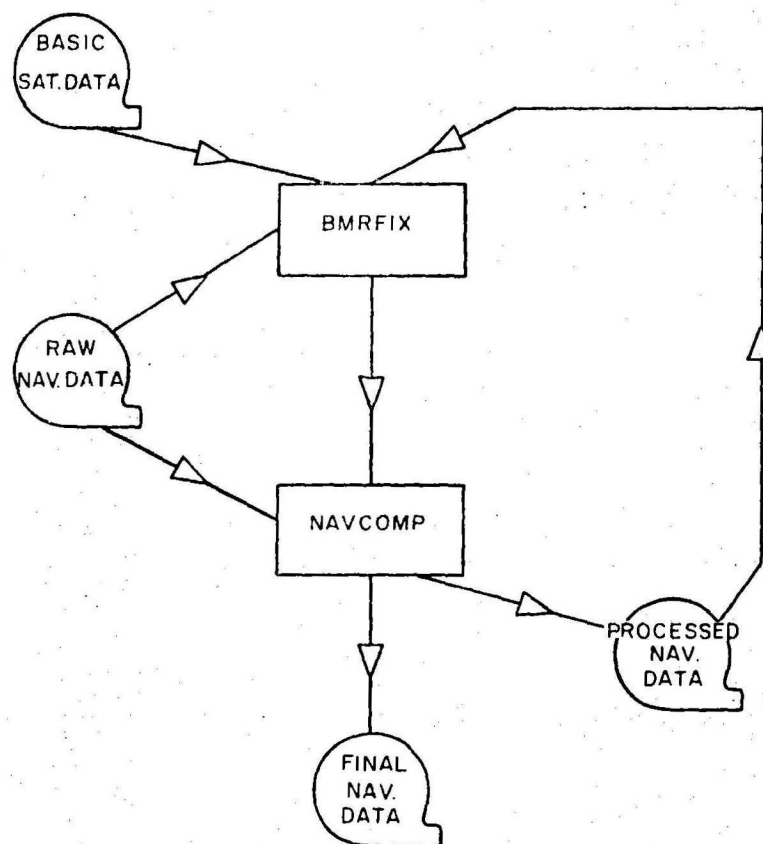 BASIC
SAT. DATA
BMRFIX
RAW
NAV. DATA
NAVCOMP
PROCESSED
NAV.
DATA
FINAL
NAV.
DATA